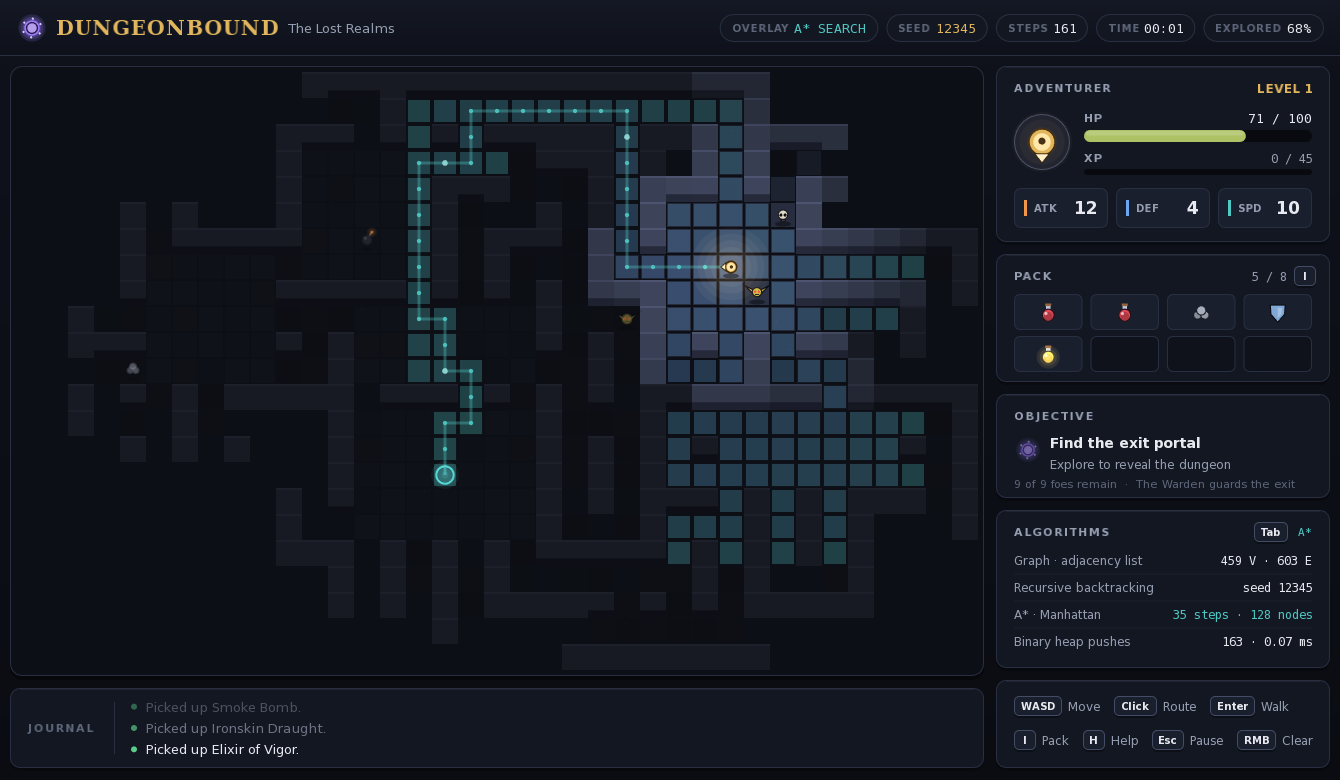 DUNGEONBOUND The Lost Realms
OVERLAY A* SEARCH SEED 12345 STEPS 161 TIME 00:01 EXPLORED 68%
ADVENTURER LEVEL 1
HP 71 / 100
XP 0 / 45
ATK 12 DEF 4 SPD 10
PACK 5 / 8 I
OBJECTIVE
Find the exit portal
Explore to reveal the dungeon
9 of 9 foes remain · The Warden guards the exit
ALGORITHMS Tab A*
Graph · adjacency list 459 V · 603 E
Recursive backtracking seed 12345
A* · Manhattan 35 steps · 128 nodes
Binary heap pushes 163 · 0.07 ms
JOURNAL
Picked up Smoke Bomb.
Picked up Ironskin Draught.
Picked up Elixir of Vigor.
WASD Move Click Route Enter Walk
I Pack H Help Esc Pause RMB Clear